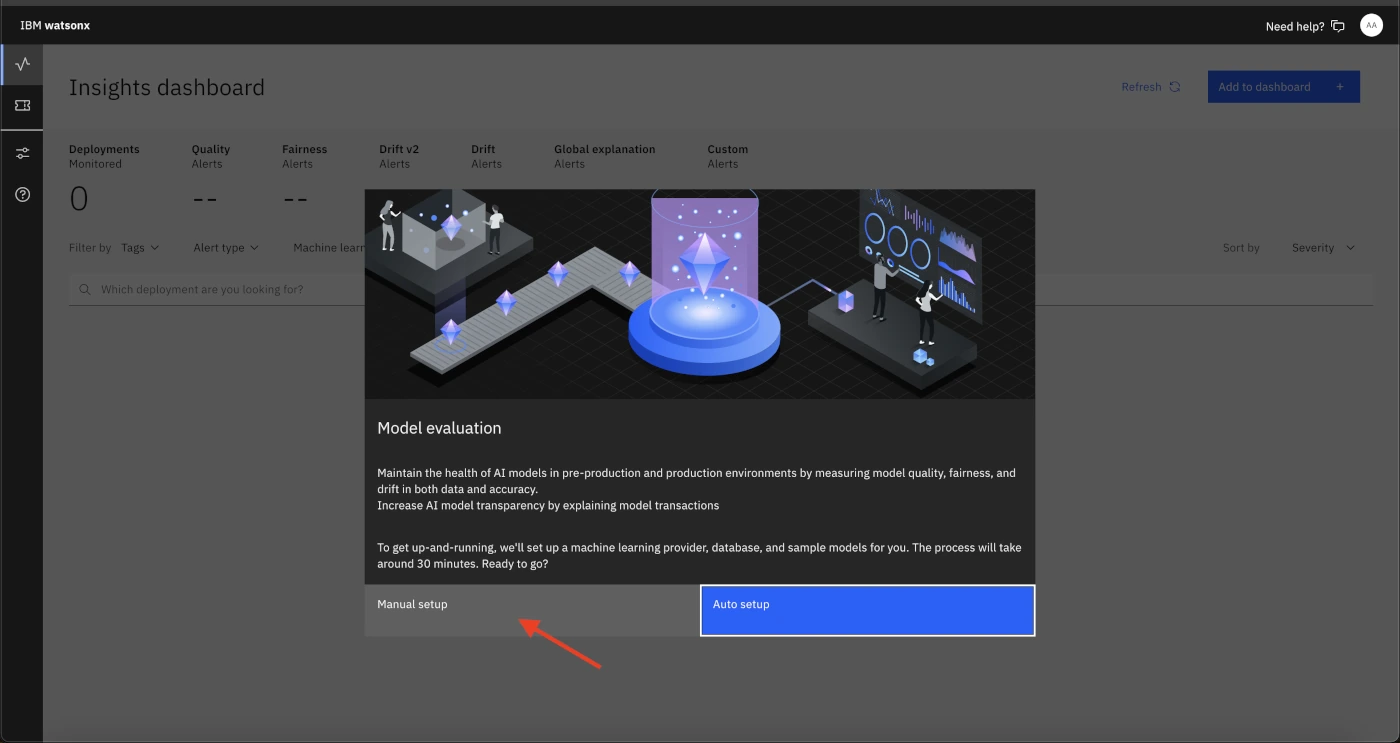 IBM watsonx
Need help?
AA
Insights dashboard
Refresh
Add to dashboard +
Deployments Quality Fairness Drift v2 Drift Global explanation Custom
Monitored Alerts Alerts Alerts Alerts Alerts Alerts
0 -- --
Filter by Tags Alert type Machine learn
Sort by Severity
Which deployment are you looking for?
Model evaluation
Maintain the health of AI models in pre-production and production environments by measuring model quality, fairness, and
drift in both data and accuracy.
Increase AI model transparency by explaining model transactions
To get up-and-running, we'll set up a machine learning provider, database, and sample models for you. The process will take
around 30 minutes. Ready to go?
Manual setup
Auto setup